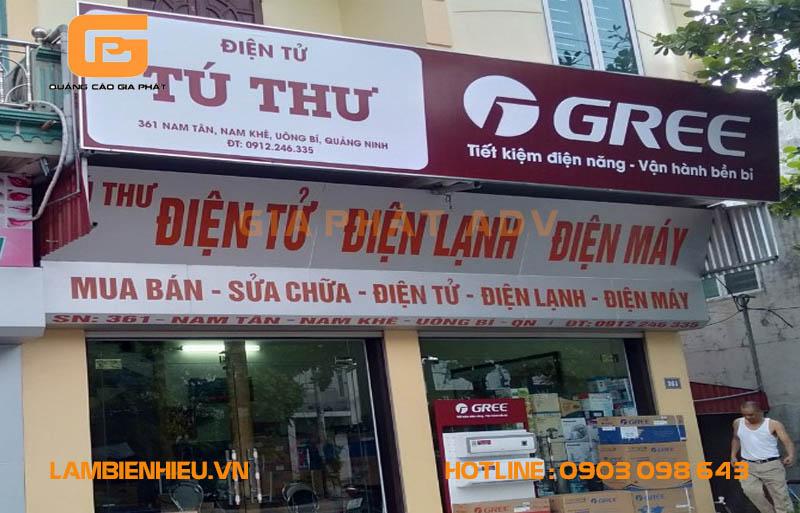 QUẢNG CÁO GIA PHÁT
ĐIỆN TỬ
TÚ THƯ
361 NAM TÂN, NAM KHÊ, UÔNG BÍ, QUẢNG NINH
ĐT: 0912.246.335
GREE
Tiết kiệm điện năng - Vận hành bền bỉ
THƯ ĐIỆN TỬ ĐIỆN LẠNH ĐIỆN MÁY
GIA PHAT ADV
MUA BÁN - SỬA CHỮA - ĐIỆN TỬ - ĐIỆN LẠNH - ĐIỆN MÁY
SN: 361 - NAM TÂN - NAM KHÊ - UÔNG BÍ - QN ĐT: 0912.246.335
361
GREE
GREE
GREE
LAMBIENHIEU.VN
HOTLINE : 0903 098 643